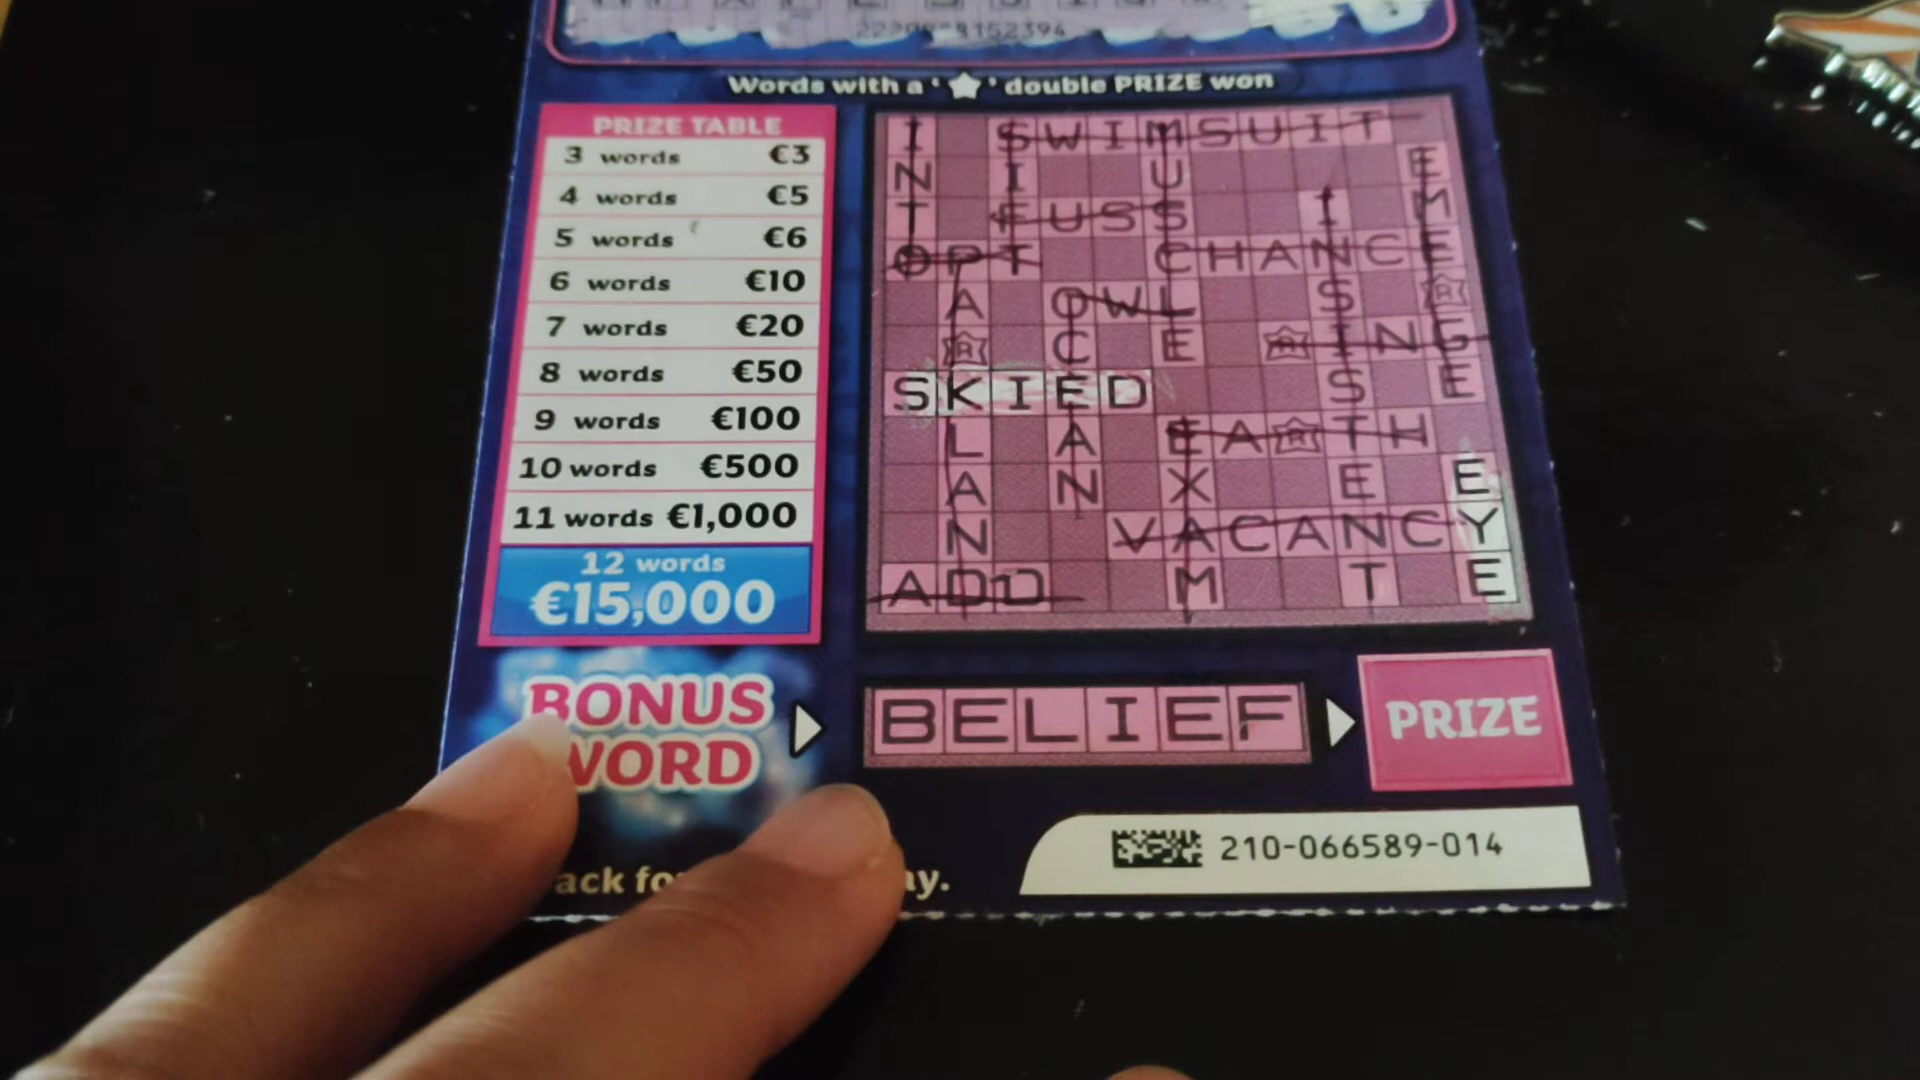 Words with a ' ' double PRIZE won
PRIZE TABLE
3 words €3
4 words €5
5 words €6
6 words €10
7 words €20
8 words €50
9 words €100
10 words €500
11 words €1,000
12 words
€15,000
I SWIMSUIT
N I U E
T FUSS I M
OPT CHANCE
A OWL S R
R C E RING
SKIED S E
L A EARTH
A N X E E
N VACANCY
ADD M T E
BONUS
WORD
BELIEF
PRIZE
210-066589-014